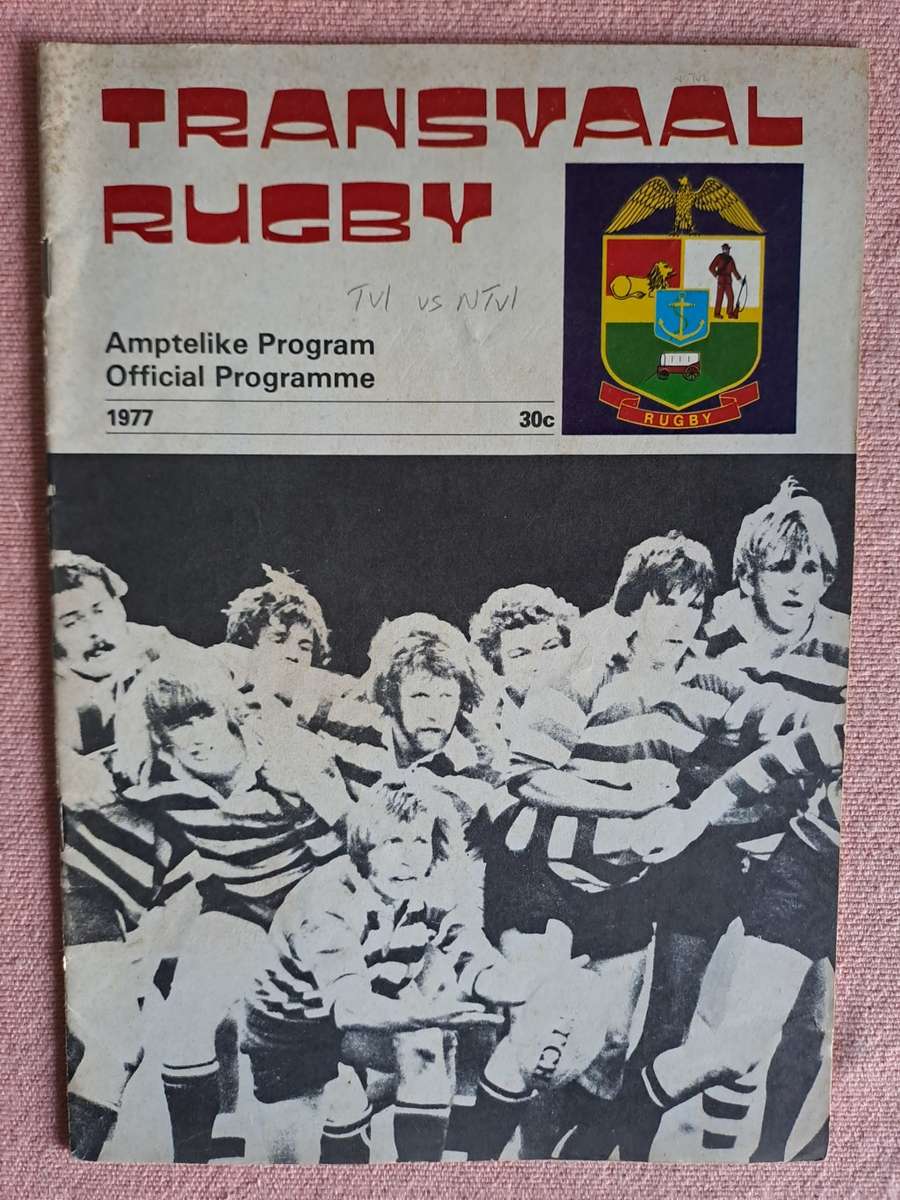 TRANSVAAL
RUGBY
Tvl vs NTvl
Amptelike Program
Official Programme
1977 30c
RUGBY